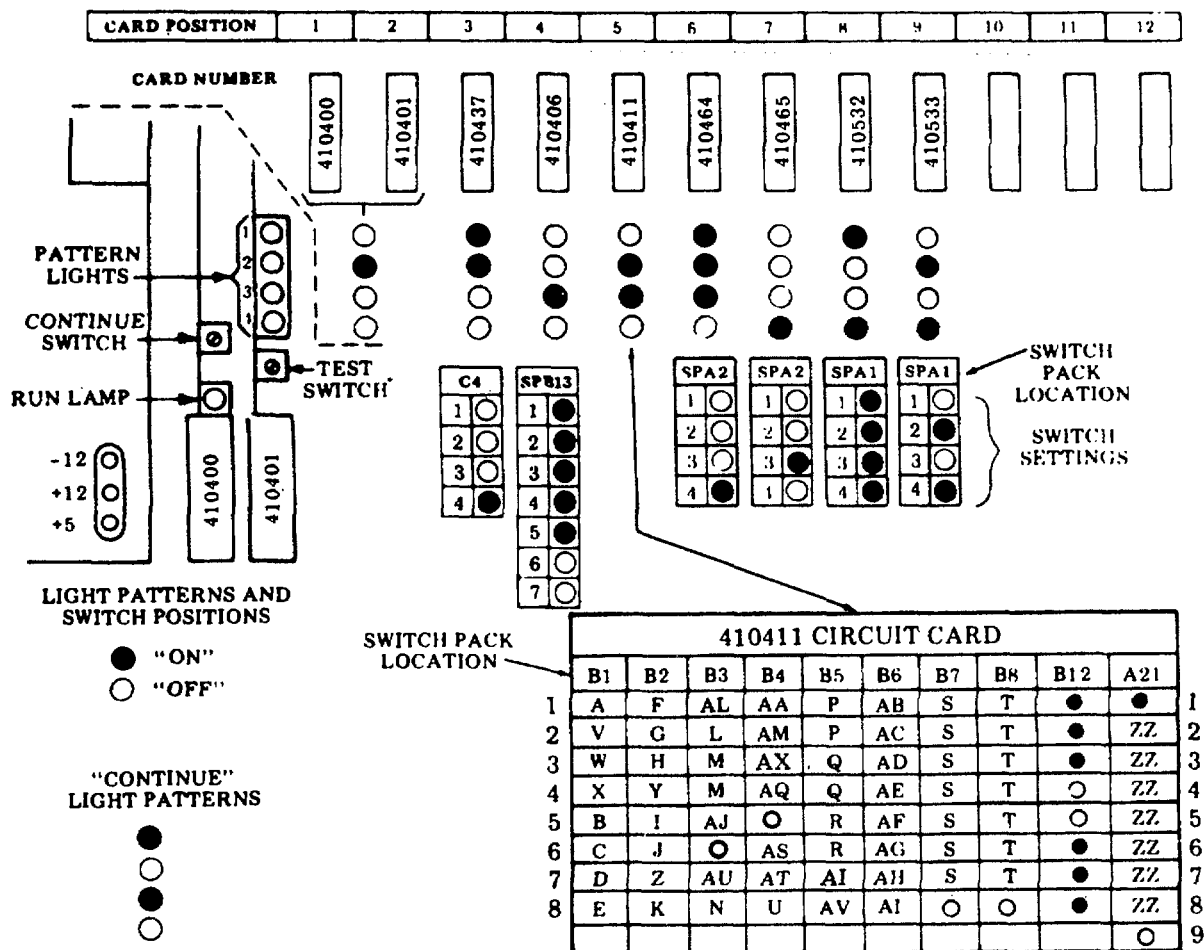 CARD POSITION 1 2 3 4 5 6 7 8 9 10 11 12
CARD NUMBER
410400 410401 410437 410406 410411 410464 410465 410532 410533
PATTERN LIGHTS
1
2
3
CONTINUE SWITCH
TEST SWITCH
RUN LAMP
-12
+12
+5
410400 410401
C4
1
2
3
4
SPB13
1
2
3
4
5
6
7
SPA2
1
2
3
4
SPA2
1
2
3
SPA1
1
2
3
4
SPA1
1
2
3
4
SWITCH PACK LOCATION
SWITCH SETTINGS
LIGHT PATTERNS AND
SWITCH POSITIONS
"ON"
"OFF"
"CONTINUE"
LIGHT PATTERNS
SWITCH PACK LOCATION
410411 CIRCUIT CARD
B1 B2 B3 B4 B5 B6 B7 B8 B12 A21
1 A F AL AA P AB S T 1
2 V G L AM P AC S T ZZ 2
3 W H M AX Q AD S T ZZ 3
4 X Y M AQ Q AE S T ZZ 4
5 B I AJ R AF S T ZZ 5
6 C J AS R AG S T ZZ 6
7 D Z AU AT AI AH S T ZZ 7
8 E K N U AV AI ZZ 8
9